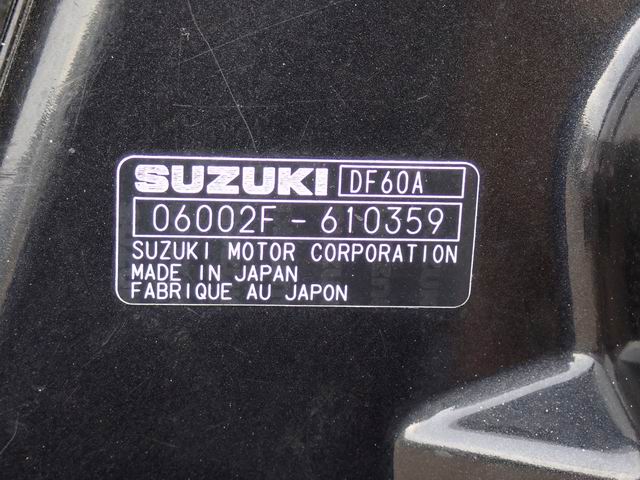 SUZUKI DF60A
06002F-610359
SUZUKI MOTOR CORPORATION
MADE IN JAPAN
FABRIQUE AU JAPON